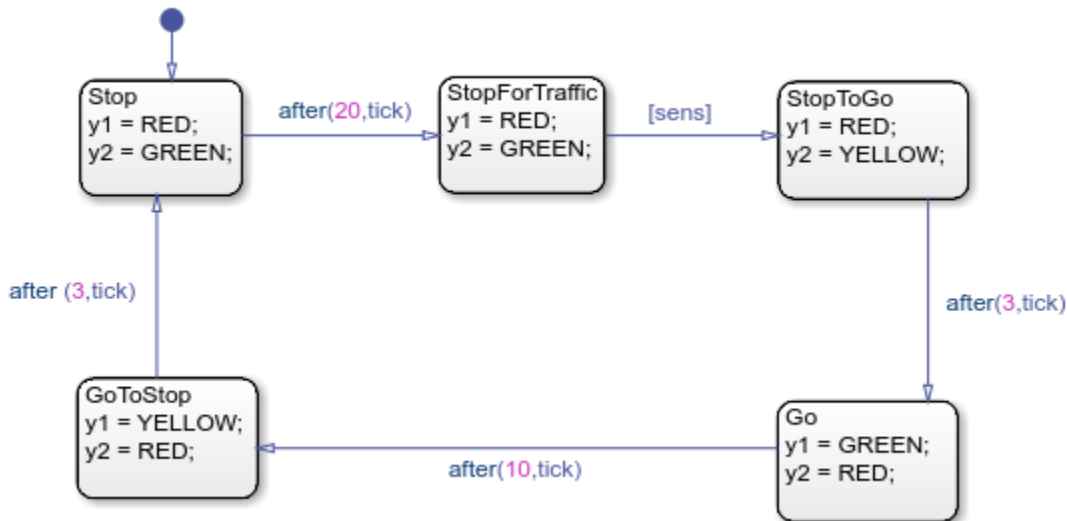 Stop
y1 = RED;
y2 = GREEN;
after(20,tick)
StopForTraffic
y1 = RED;
y2 = GREEN;
[sens]
StopToGo
y1 = RED;
y2 = YELLOW;
after (3,tick)
after(3,tick)
GoToStop
y1 = YELLOW;
y2 = RED;
after(10,tick)
Go
y1 = GREEN;
y2 = RED;